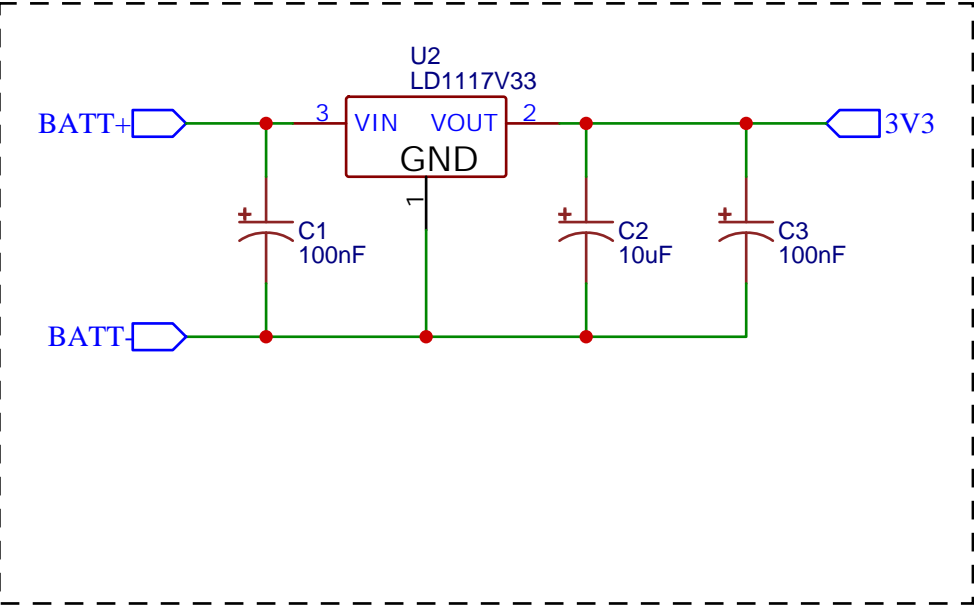 U2
LD1117V33
BATT+
3
VIN
VOUT
2
3V3
GND
1
+
C1
100nF
+
C2
10uF
+
C3
100nF
BATT-